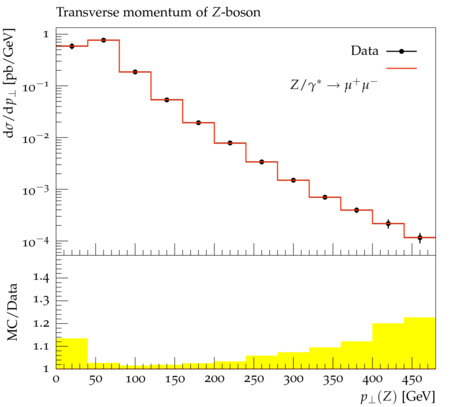 Transverse momentum of Z-boson
dσ/dp⊥ [pb/GeV]
1
10⁻¹
10⁻²
10⁻³
10⁻⁴
Data
Z/γ* → μ⁺μ⁻
MC/Data
1.4
1.3
1.2
1.1
1
0 50 100 150 200 250 300 350 400 450
p⊥(Z) [GeV]